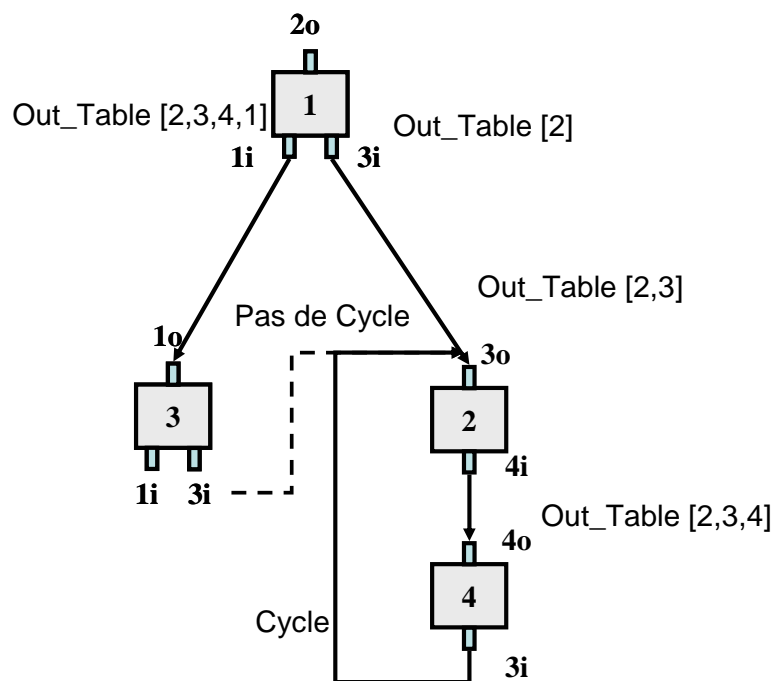 2o
Out_Table [2,3,4,1]
1
Out_Table [2]
1i
3i
Out_Table [2,3]
Pas de Cycle
1o
3o
3
2
1i
3i
4i
Out_Table [2,3,4]
4o
4
Cycle
3i